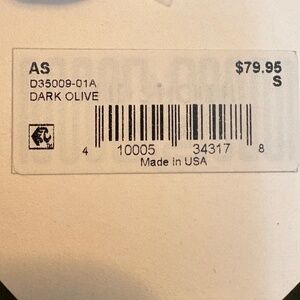 AS $79.95
D35009-01A S
DARK OLIVE
4 10005 34317 8
Made In USA